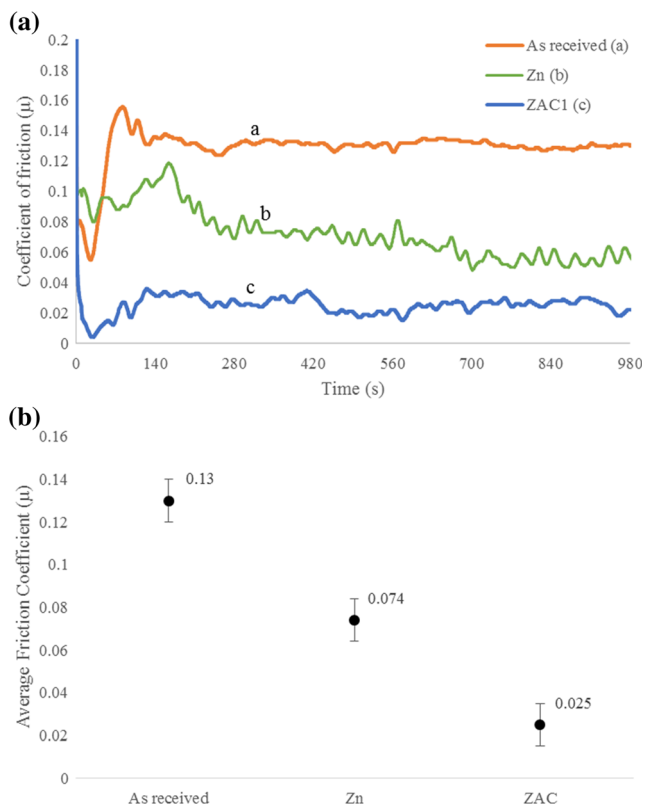 (a)
0.2
0.18
0.16
0.14
0.12
0.1
0.08
0.06
0.04
0.02
0
Coefficient of friction (μ)
As received (a)
Zn (b)
ZAC1 (c)
a
b
c
0 140 280 420 560 700 840 980
Time (s)
(b)
0.16
0.14
0.12
0.1
0.08
0.06
0.04
0.02
0
Average Friction Coefficient (μ)
0.13
0.074
0.025
As received Zn ZAC